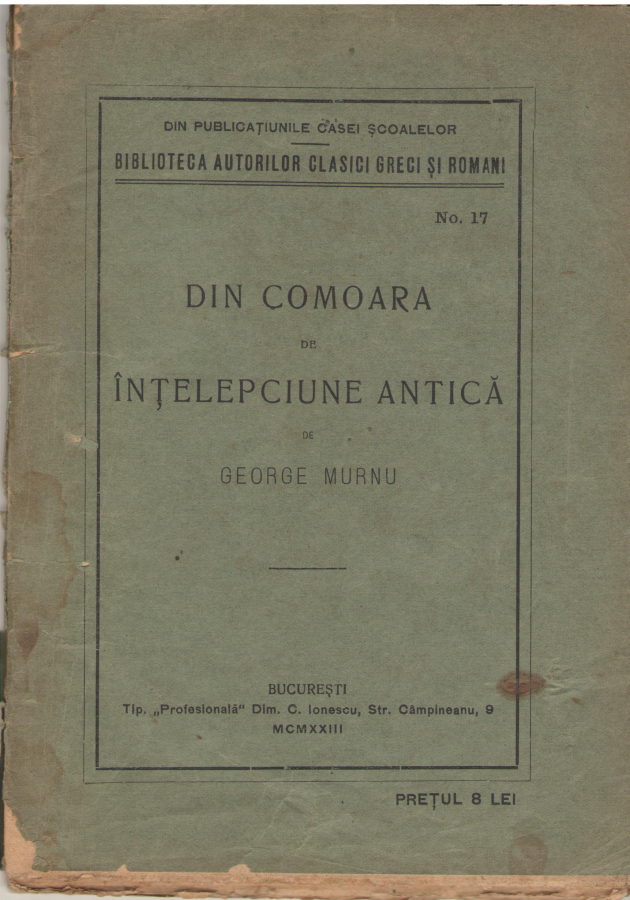 DIN PUBLICAȚIUNILE CASEI ȘCOALELOR
BIBLIOTECA AUTORILOR CLASICI GRECI ȘI ROMANI
No. 17
DIN COMOARA
DE
ÎNȚELEPCIUNE ANTICĂ
DE
GEORGE MURNU
BUCUREȘTI
Tip. „Profesională“ Dim. C. Ionescu, Str. Câmpineanu, 9
MCMXXIII
PREȚUL 8 LEI